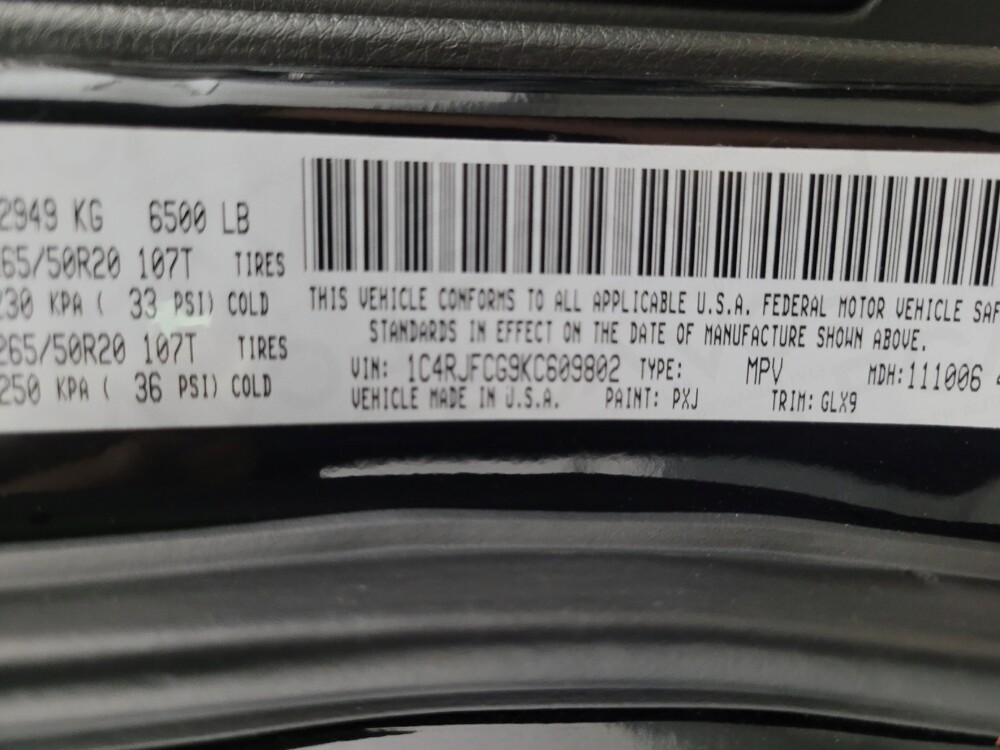 2949 KG 6500 LB
265/50R20 107T TIRES
230 KPA ( 33 PSI) COLD
265/50R20 107T TIRES
250 KPA ( 36 PSI) COLD
THIS VEHICLE CONFORMS TO ALL APPLICABLE U.S.A. FEDERAL MOTOR VEHICLE SAF
STANDARDS IN EFFECT ON THE DATE OF MANUFACTURE SHOWN ABOVE.
VIN: 1C4RJFCG9KC609802 TYPE: MPV MDH:111006 4
VEHICLE MADE IN U.S.A. PAINT: PXJ TRIM: GLX9